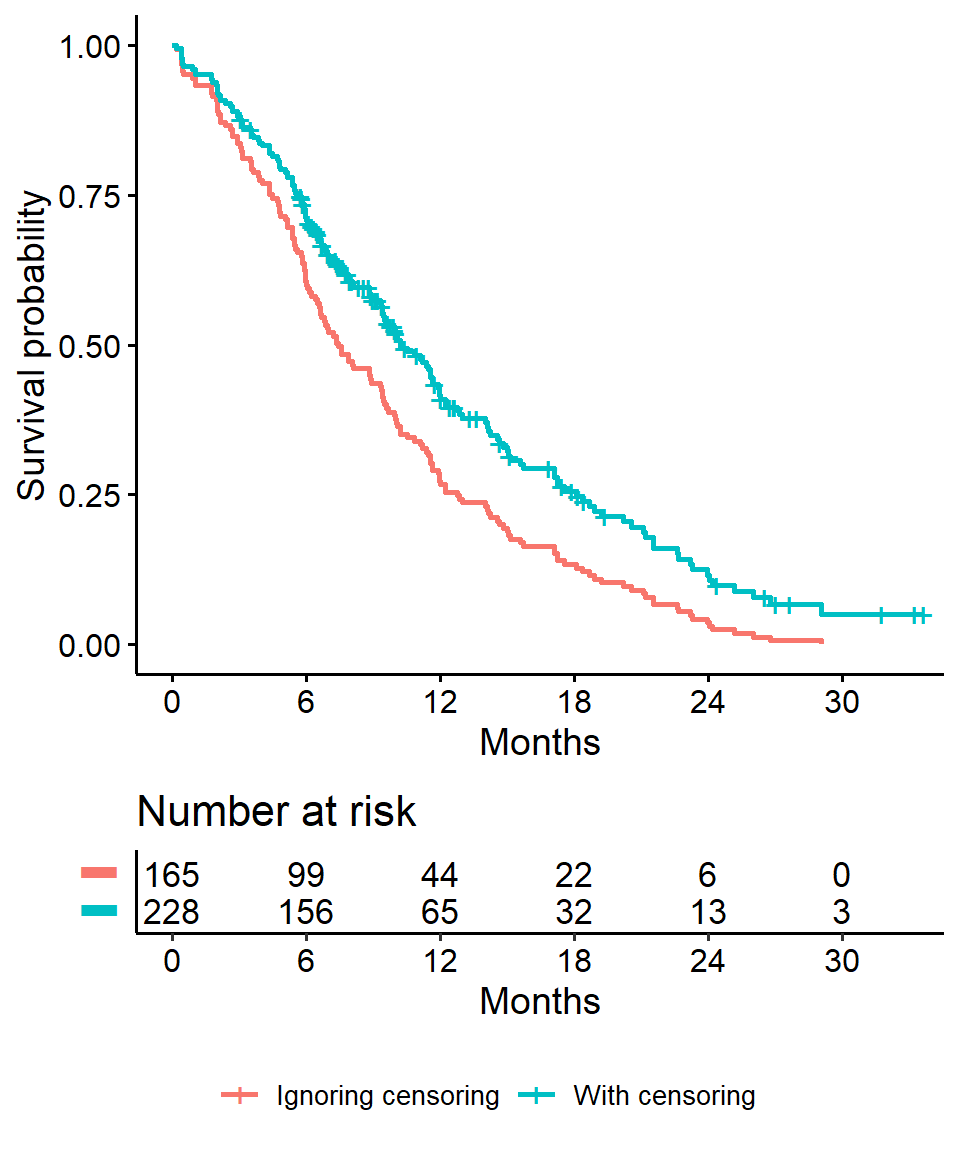 Survival probability
1.00
0.75
0.50
0.25
0.00
0 6 12 18 24 30
Months
Number at risk
165 99 44 22 6 0
228 156 65 32 13 3
0 6 12 18 24 30
Months
Ignoring censoring With censoring